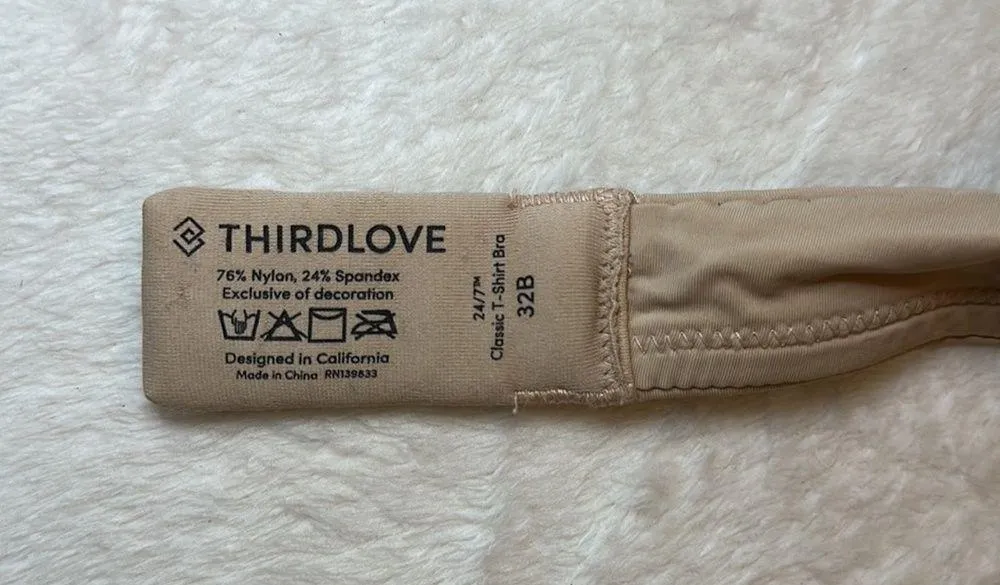 THIRDLOVE
76% Nylon, 24% Spandex
Exclusive of decoration
Designed in California
Made in China RN139833
24/7™
Classic T-Shirt Bra
32B